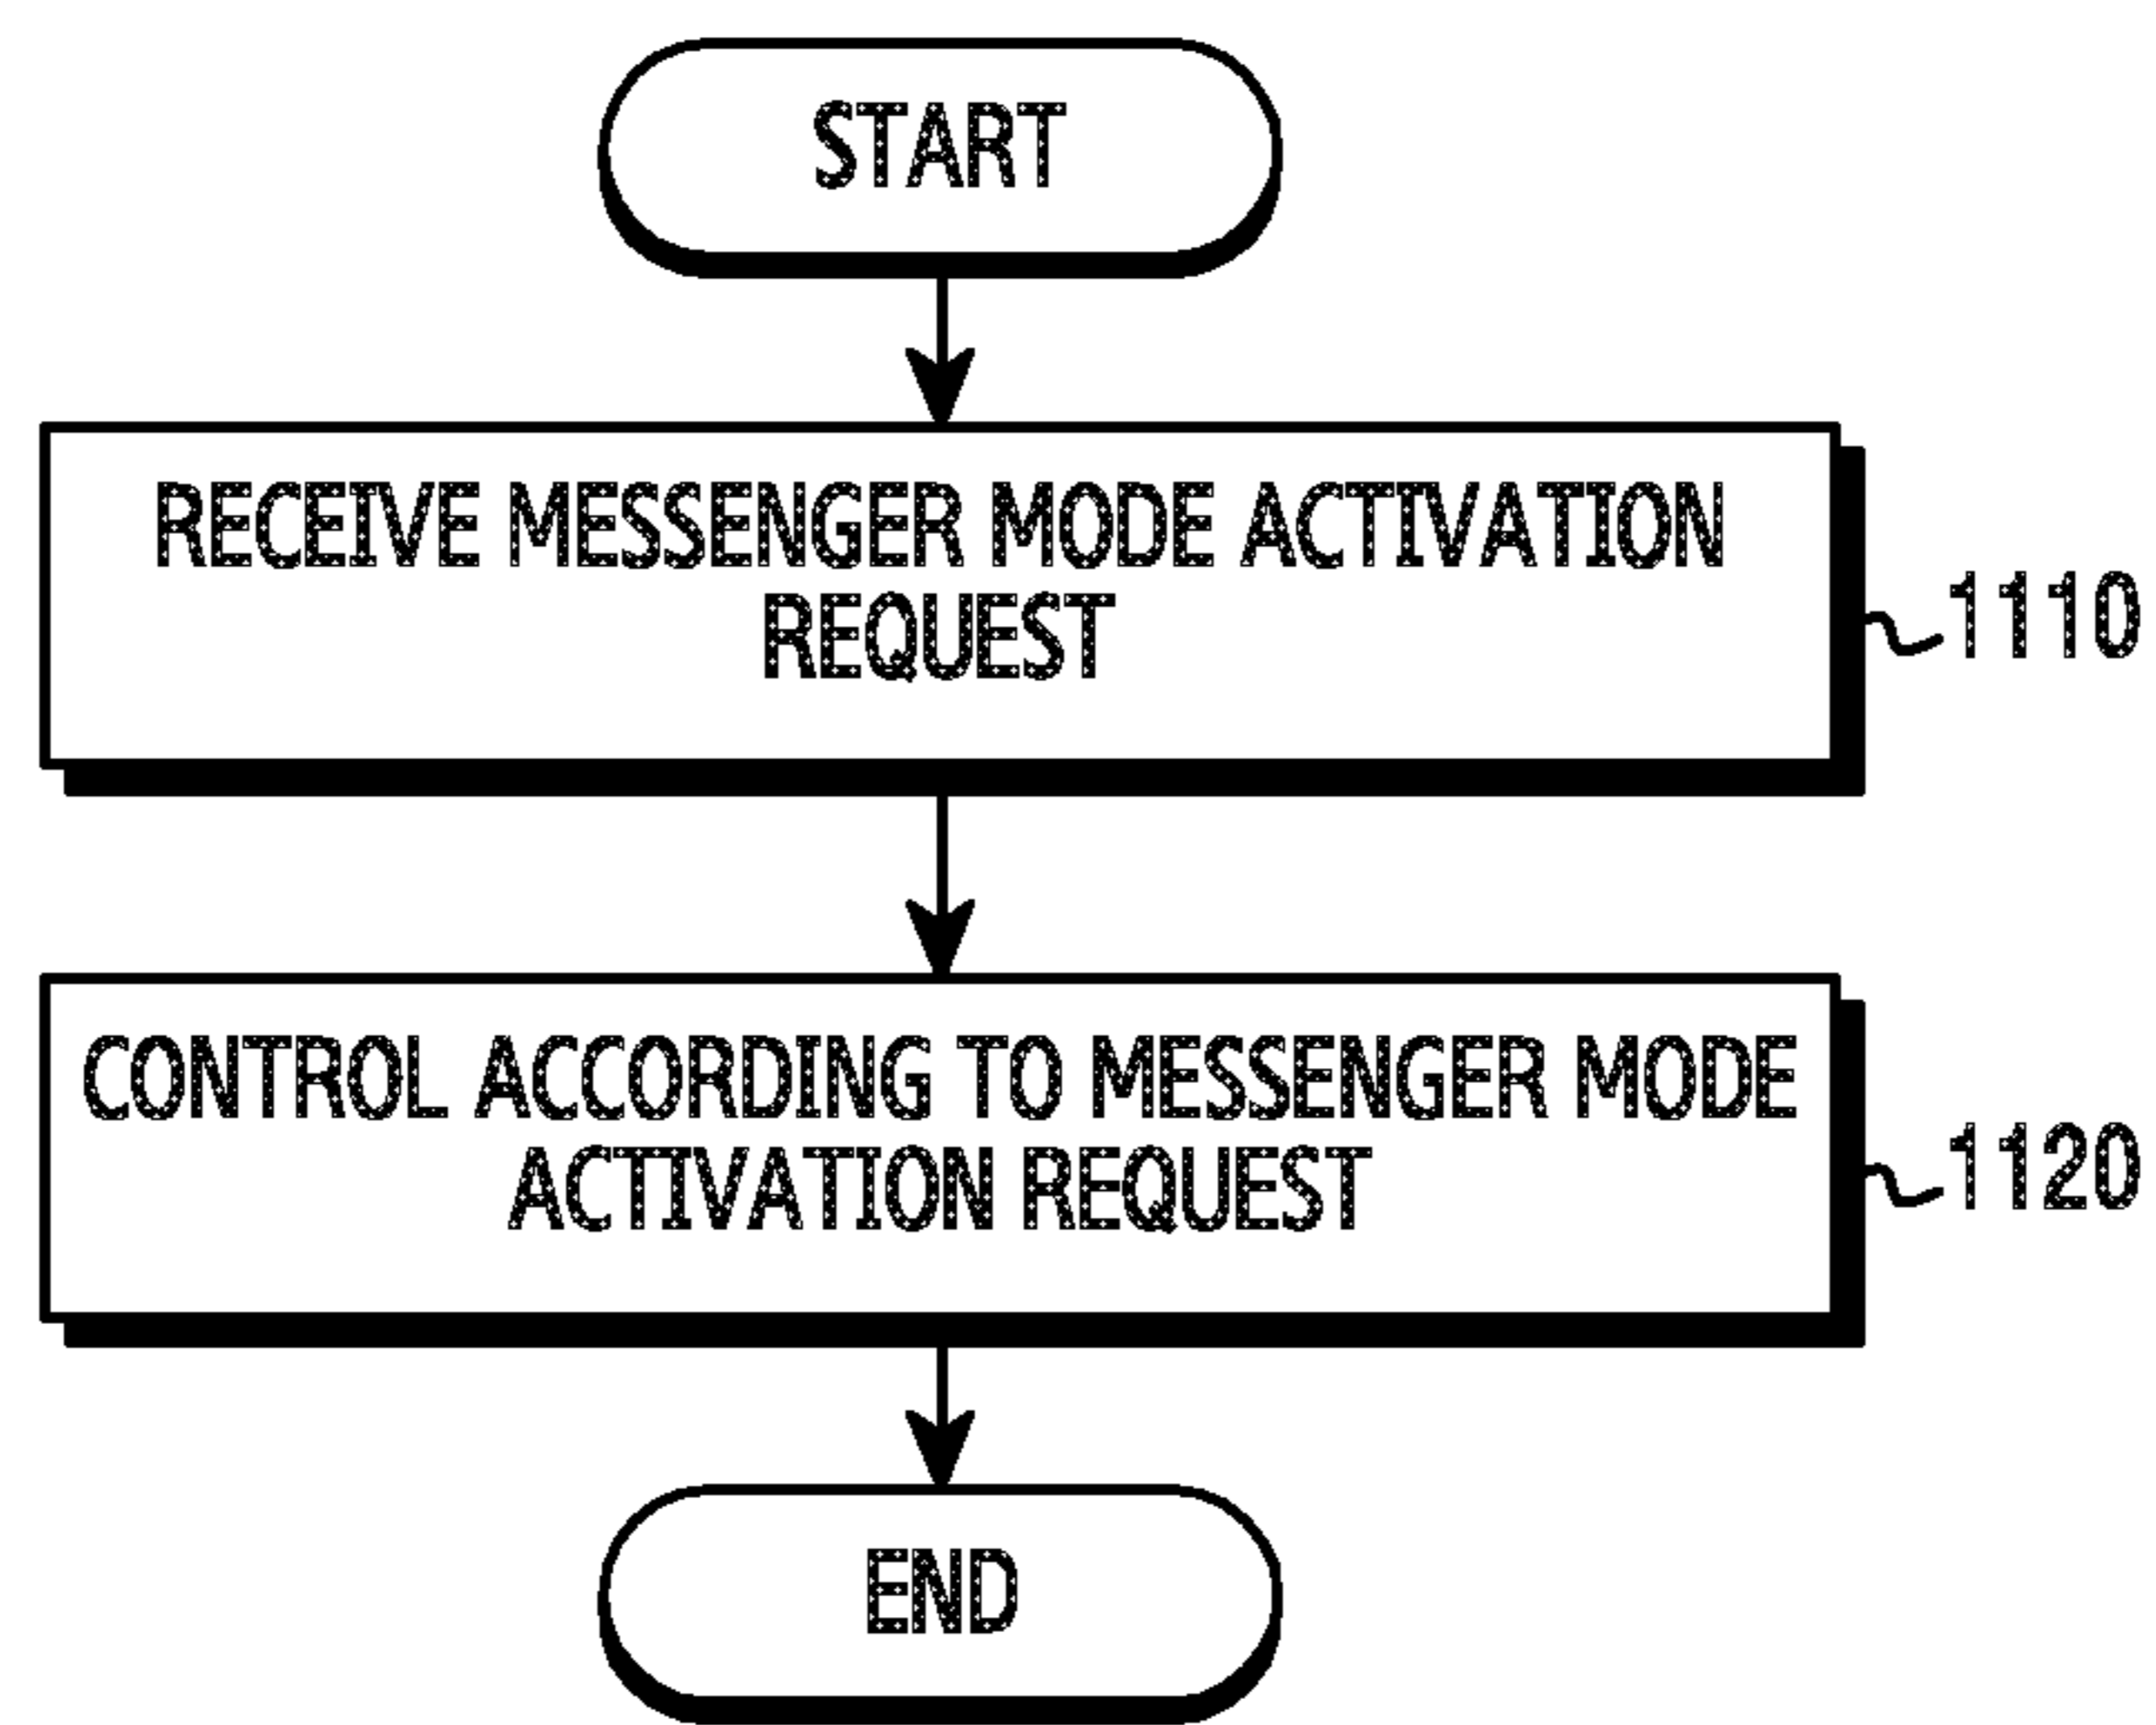 START
RECEIVE MESSENGER MODE ACTIVATION
REQUEST
1110
CONTROL ACCORDING TO MESSENGER MODE
ACTIVATION REQUEST
1120
END